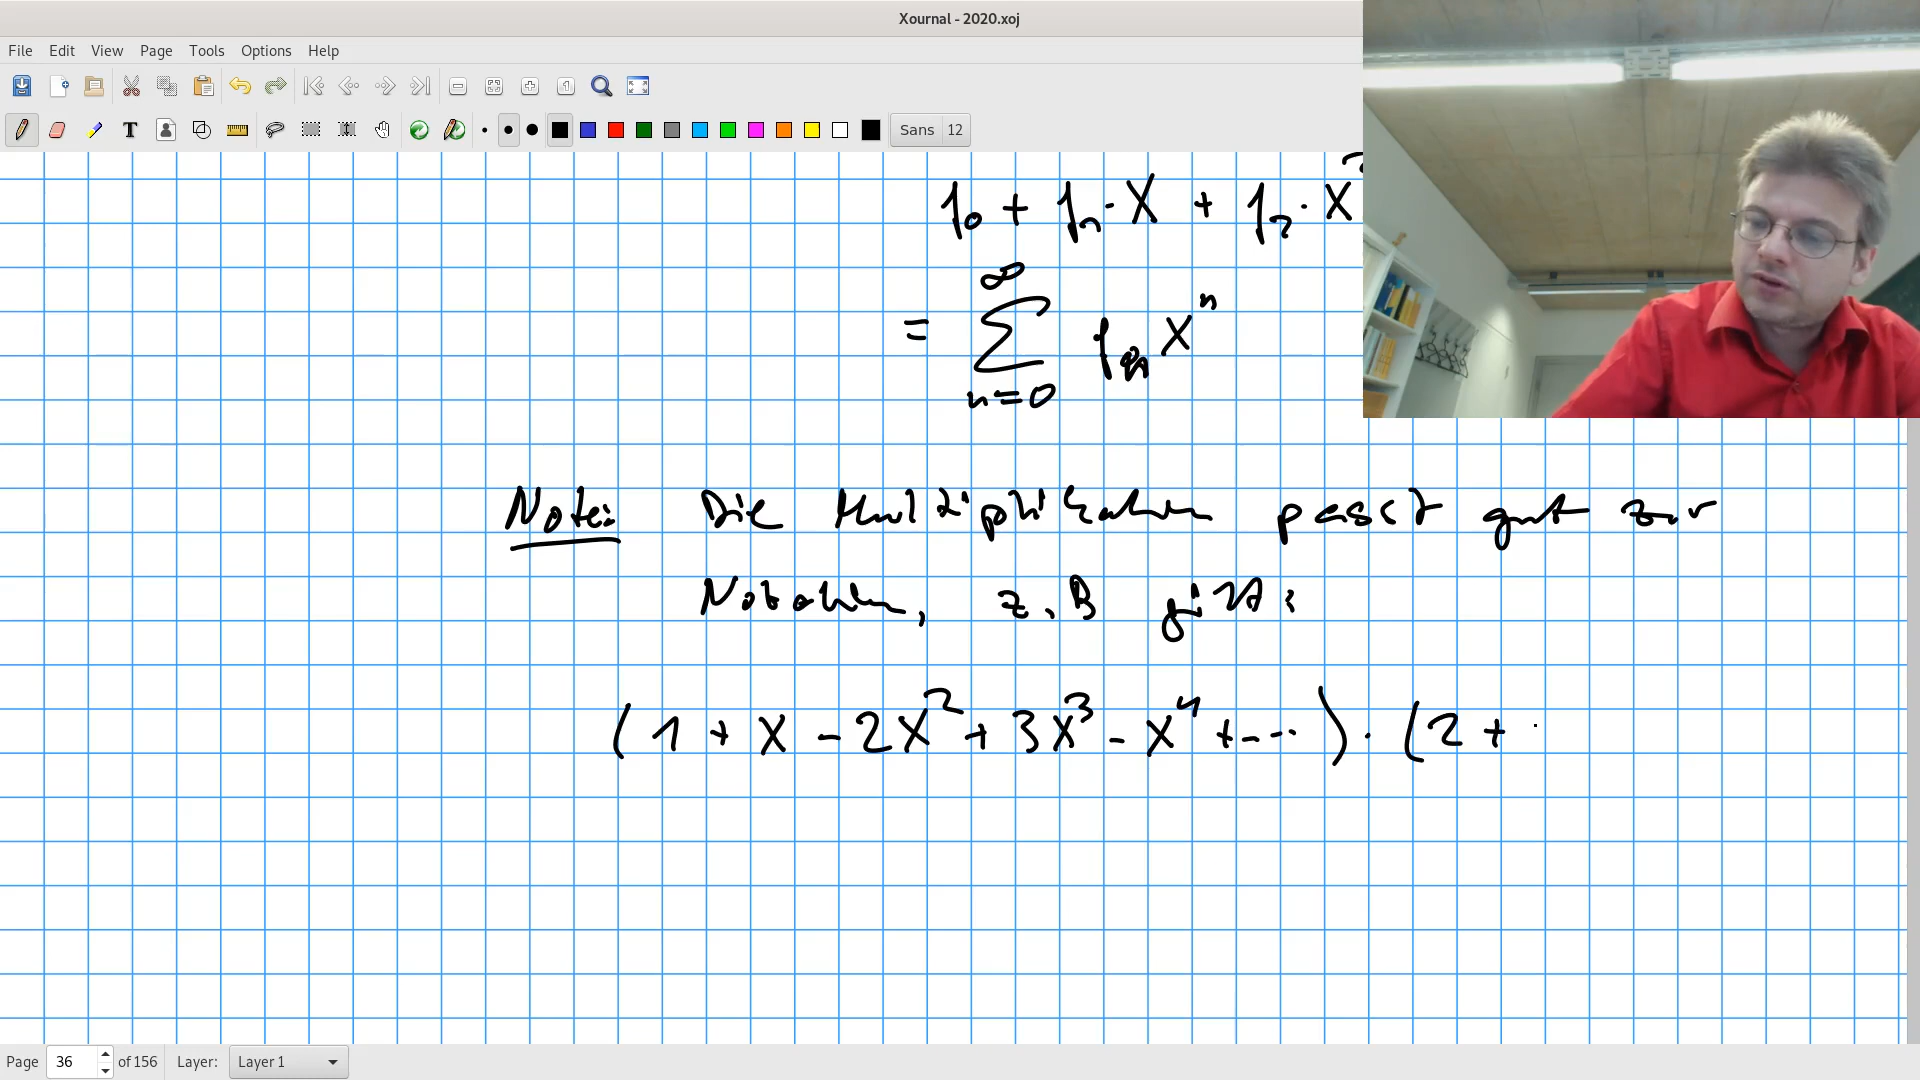 Xournal - 2020.xoj
File Edit View Page Tools Options Help
Sans 12
f₀ + f₁ · X + f₂ · X²
∞
= ∑ fₙ Xⁿ
n=0
Note: Die Multiplikation passt gut zur
Notation, z.B gilt:
(1 + X - 2X² + 3X³ - X⁴ + ---) · (2 +
Page 36 of 156 Layer: Layer 1